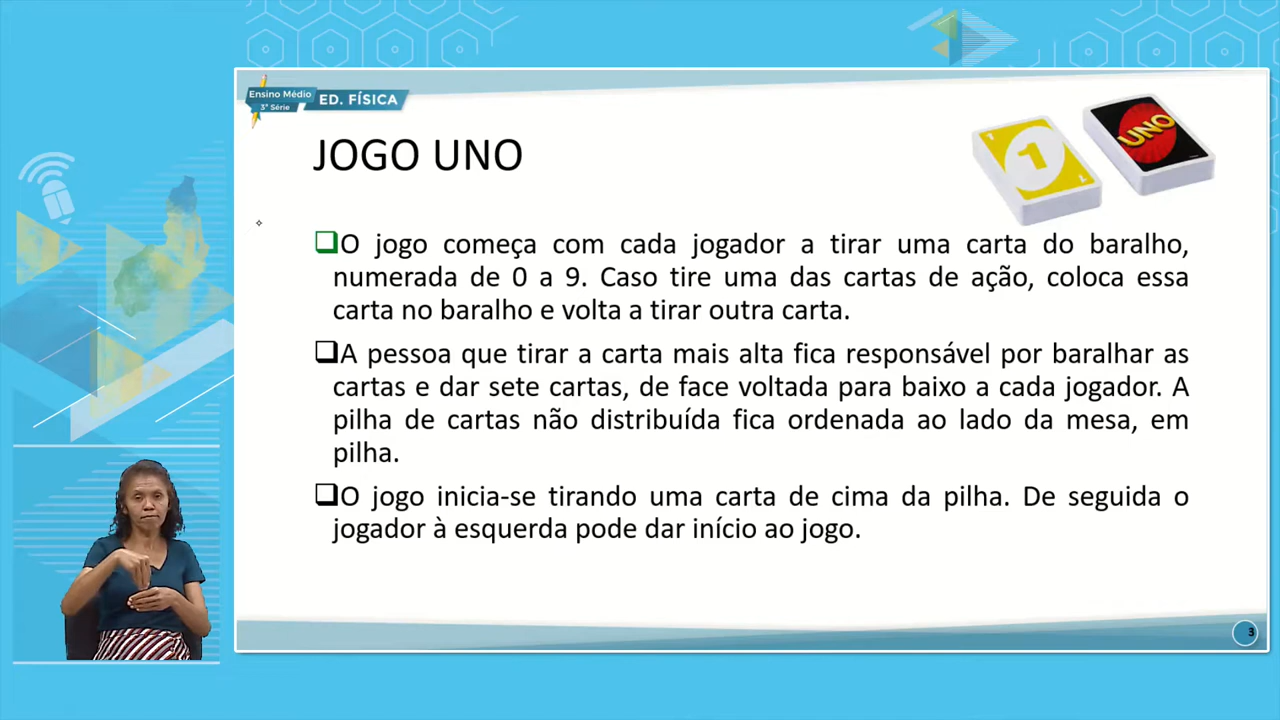 Ensino Médio
3ª Série
ED. FÍSICA
JOGO UNO
1
1
1
UNO
O jogo começa com cada jogador a tirar uma carta do baralho,
numerada de 0 a 9. Caso tire uma das cartas de ação, coloca essa
carta no baralho e volta a tirar outra carta.
A pessoa que tirar a carta mais alta fica responsável por baralhar as
cartas e dar sete cartas, de face voltada para baixo a cada jogador. A
pilha de cartas não distribuída fica ordenada ao lado da mesa, em
pilha.
O jogo inicia-se tirando uma carta de cima da pilha. De seguida o
jogador à esquerda pode dar início ao jogo.
3